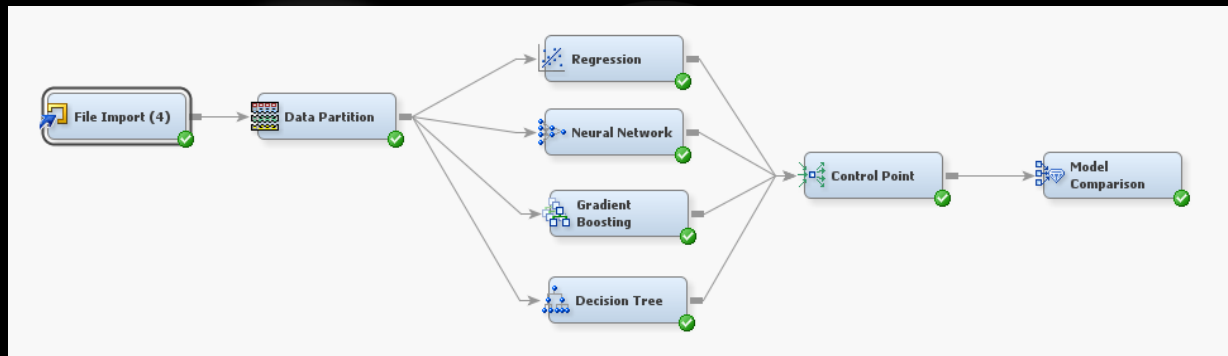 File Import (4)
Data Partition
Regression
Neural Network
Gradient
Boosting
Decision Tree
Control Point
Model
Comparison